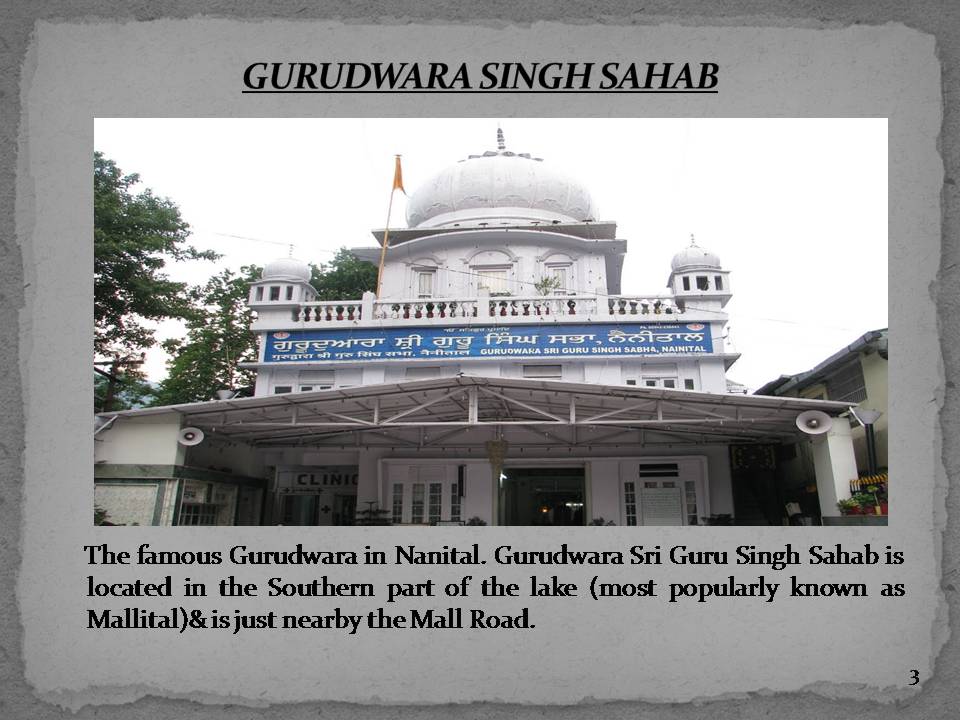 GURUDWARA SINGH SAHAB
ਗੁਰੂਦੁਆਰਾ ਸ਼੍ਰੀ ਗੁਰੂ ਸਿੰਘ ਸਭਾ, ਨੈਨੀਤਾਲ
गुरुद्वारा श्री गुरु सिंघ सभा, नैनीताल GURUDWARA SRI GURU SINGH SABHA, NAINITAL
CLINIC
The famous Gurudwara in Nanital. Gurudwara Sri Guru Singh Sahab is
located in the Southern part of the lake (most popularly known as
Mallital)& is just nearby the Mall Road.
3